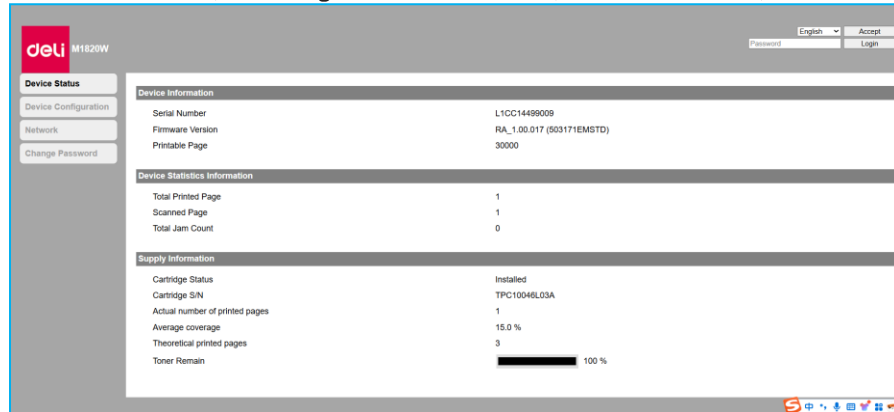 English Accept
deli M1820W
Password Login
Device Status
Device Configuration
Network
Change Password
Device Information
Serial Number L1CC14499009
Firmware Version RA_1.00.017 (503171EMSTD)
Printable Page 30000
Device Statistics Information
Total Printed Page 1
Scanned Page 1
Total Jam Count 0
Supply Information
Cartridge Status Installed
Cartridge S/N TPC10046L03A
Actual number of printed pages 1
Average coverage 15.0 %
Theoretical printed pages 3
Toner Remain 100 %
S 中